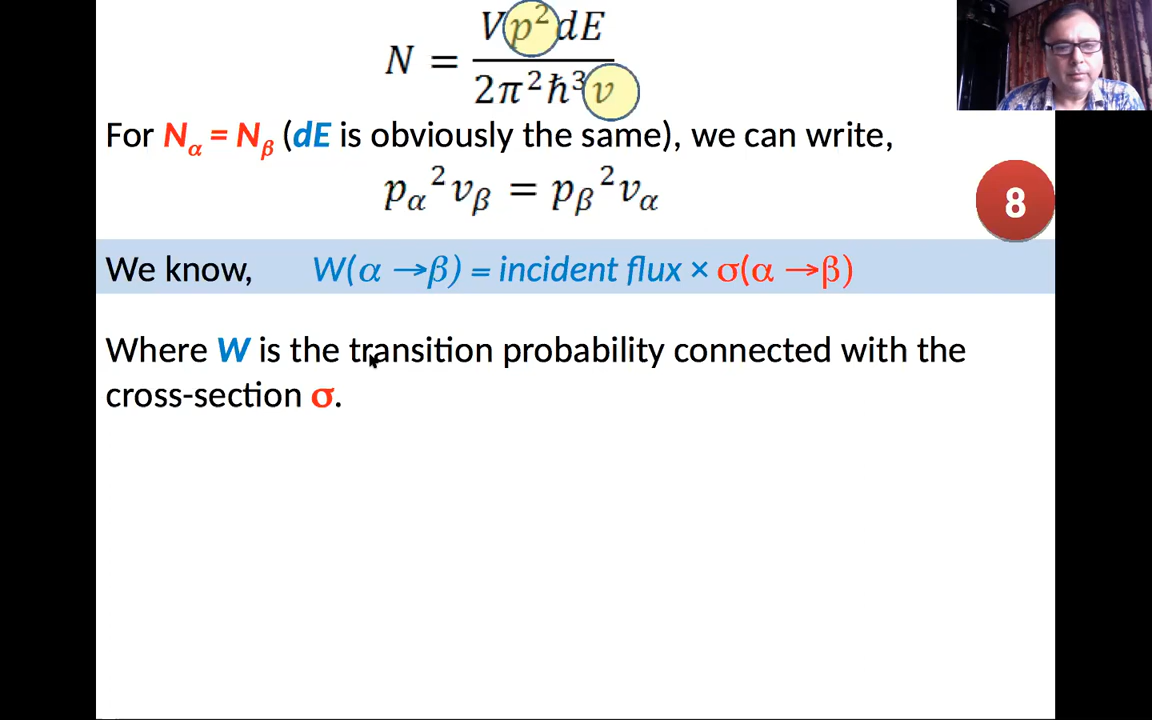 N = Vp²dE / 2π²ħ³v
For Nα = Nβ (dE is obviously the same), we can write,
pα²vβ = pβ²vα
8
We know, W(α →β) = incident flux × σ(α →β)
Where W is the transition probability connected with the
cross-section σ.